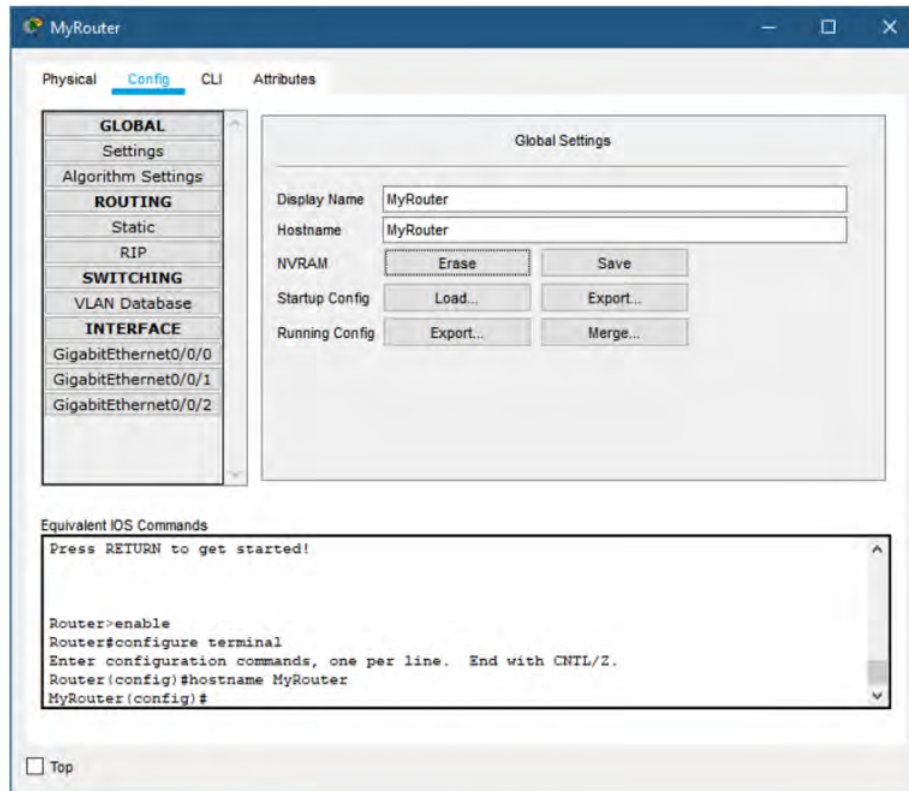 MyRouter
Physical Config CLI Attributes
GLOBAL
Settings
Algorithm Settings
ROUTING
Static
RIP
SWITCHING
VLAN Database
INTERFACE
GigabitEthernet0/0/0
GigabitEthernet0/0/1
GigabitEthernet0/0/2
Global Settings
Display Name MyRouter
Hostname MyRouter
NVRAM Erase Save
Startup Config Load... Export...
Running Config Export... Merge...
Equivalent IOS Commands
Press RETURN to get started!
Router>enable
Router#configure terminal
Enter configuration commands, one per line. End with CNTL/Z.
Router(config)#hostname MyRouter
MyRouter(config)#
Top